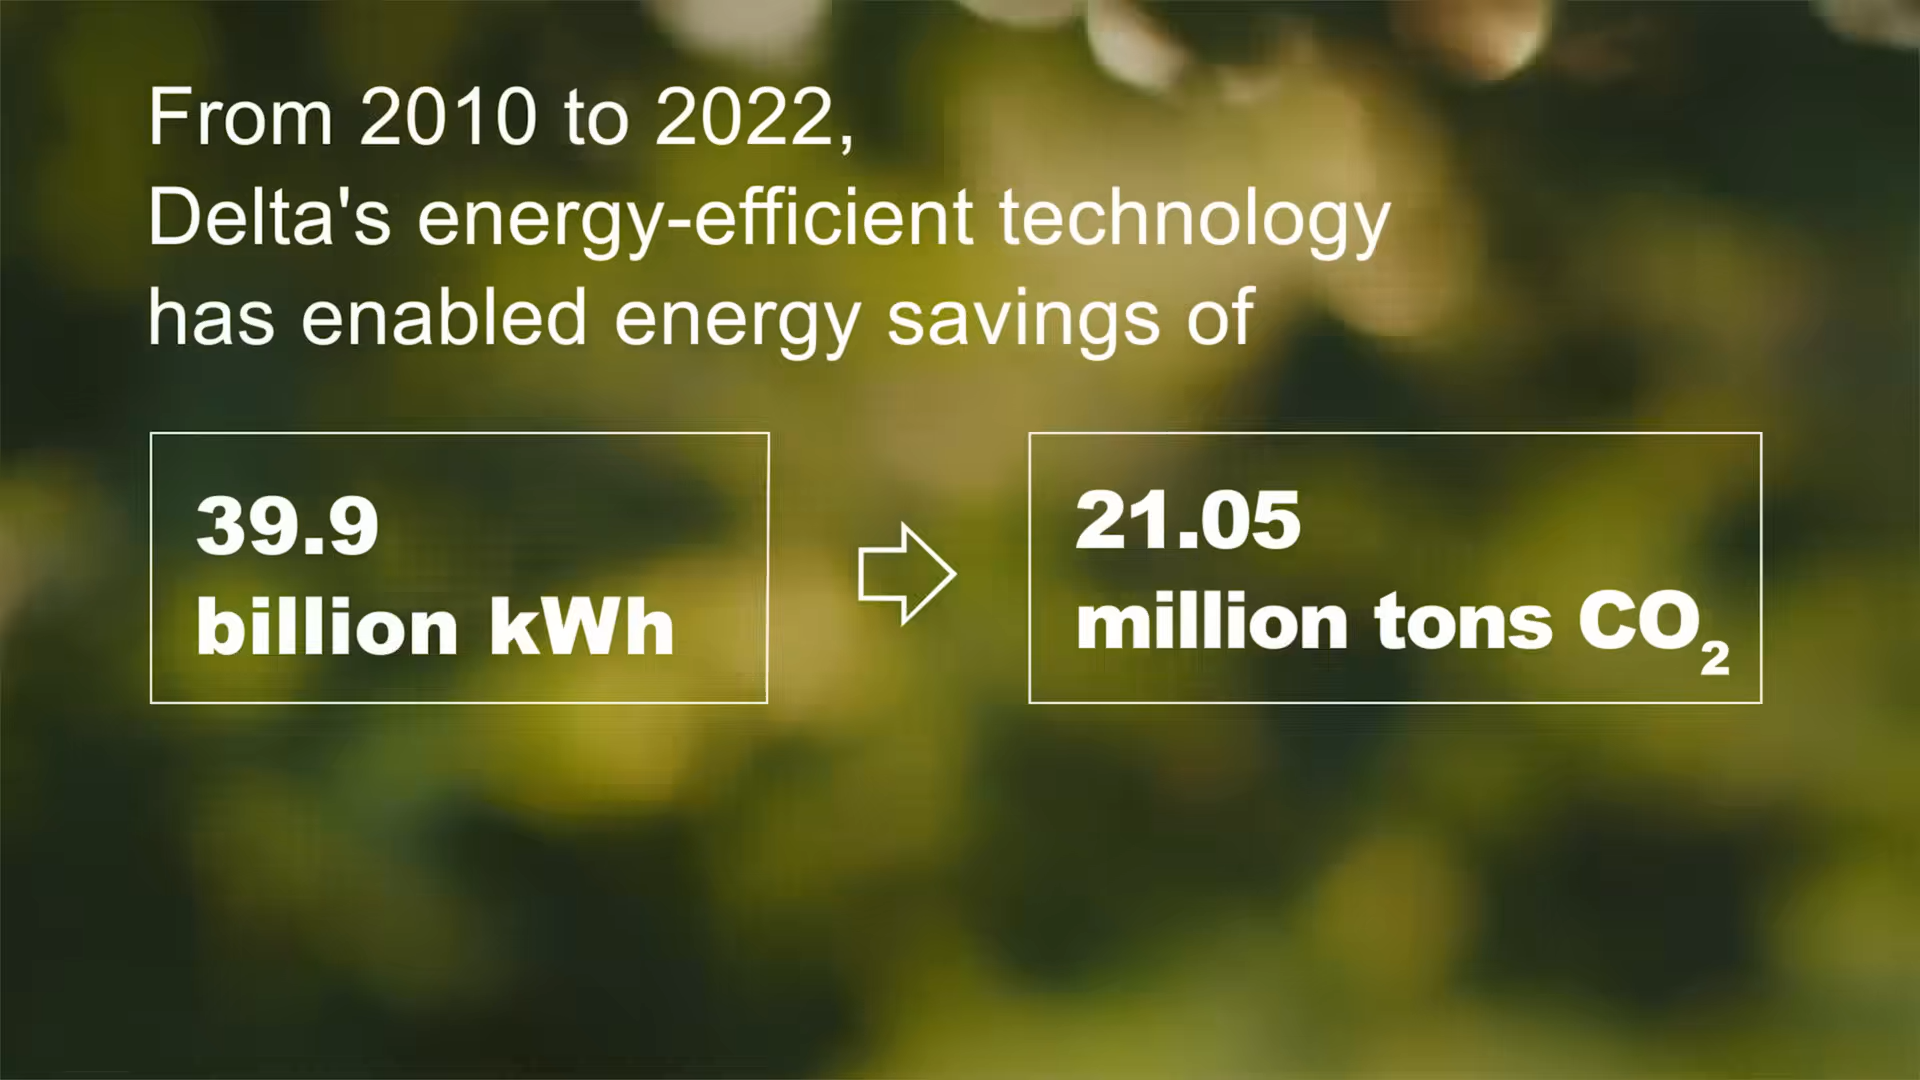 From 2010 to 2022,
Delta's energy-efficient technology
has enabled energy savings of
39.9
billion kWh
21.05
million tons CO₂